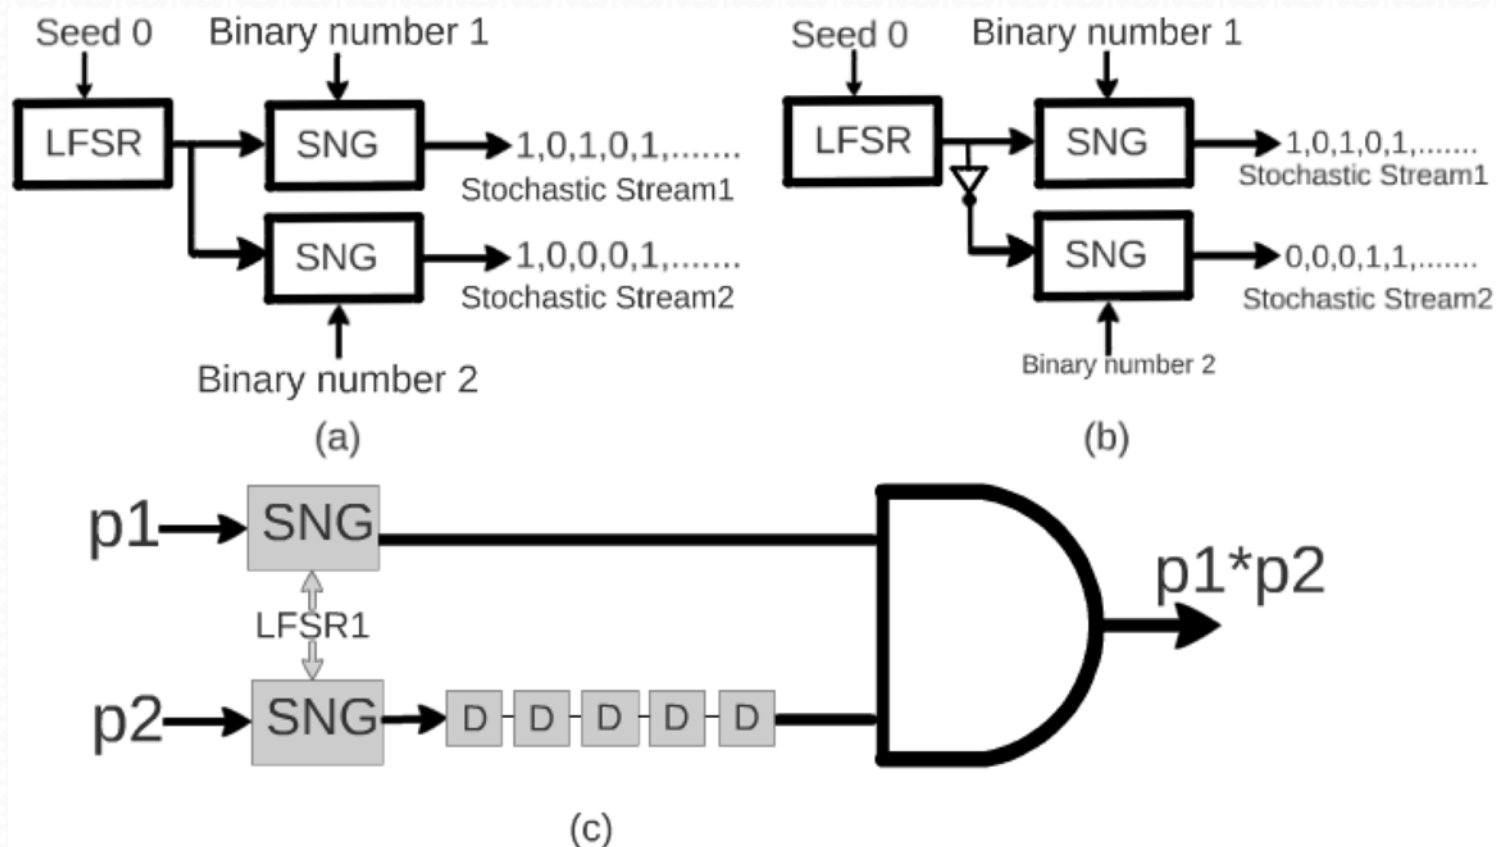 Seed 0
Binary number 1
LFSR
SNG
1,0,1,0,1,.......
Stochastic Stream1
SNG
1,0,0,0,1,.......
Stochastic Stream2
Binary number 2
(a)
Seed 0
Binary number 1
LFSR
SNG
1,0,1,0,1,.......
Stochastic Stream1
SNG
0,0,0,1,1,.......
Stochastic Stream2
Binary number 2
(b)
p1
SNG
LFSR1
p2
SNG
D D D D D
p1*p2
(c)